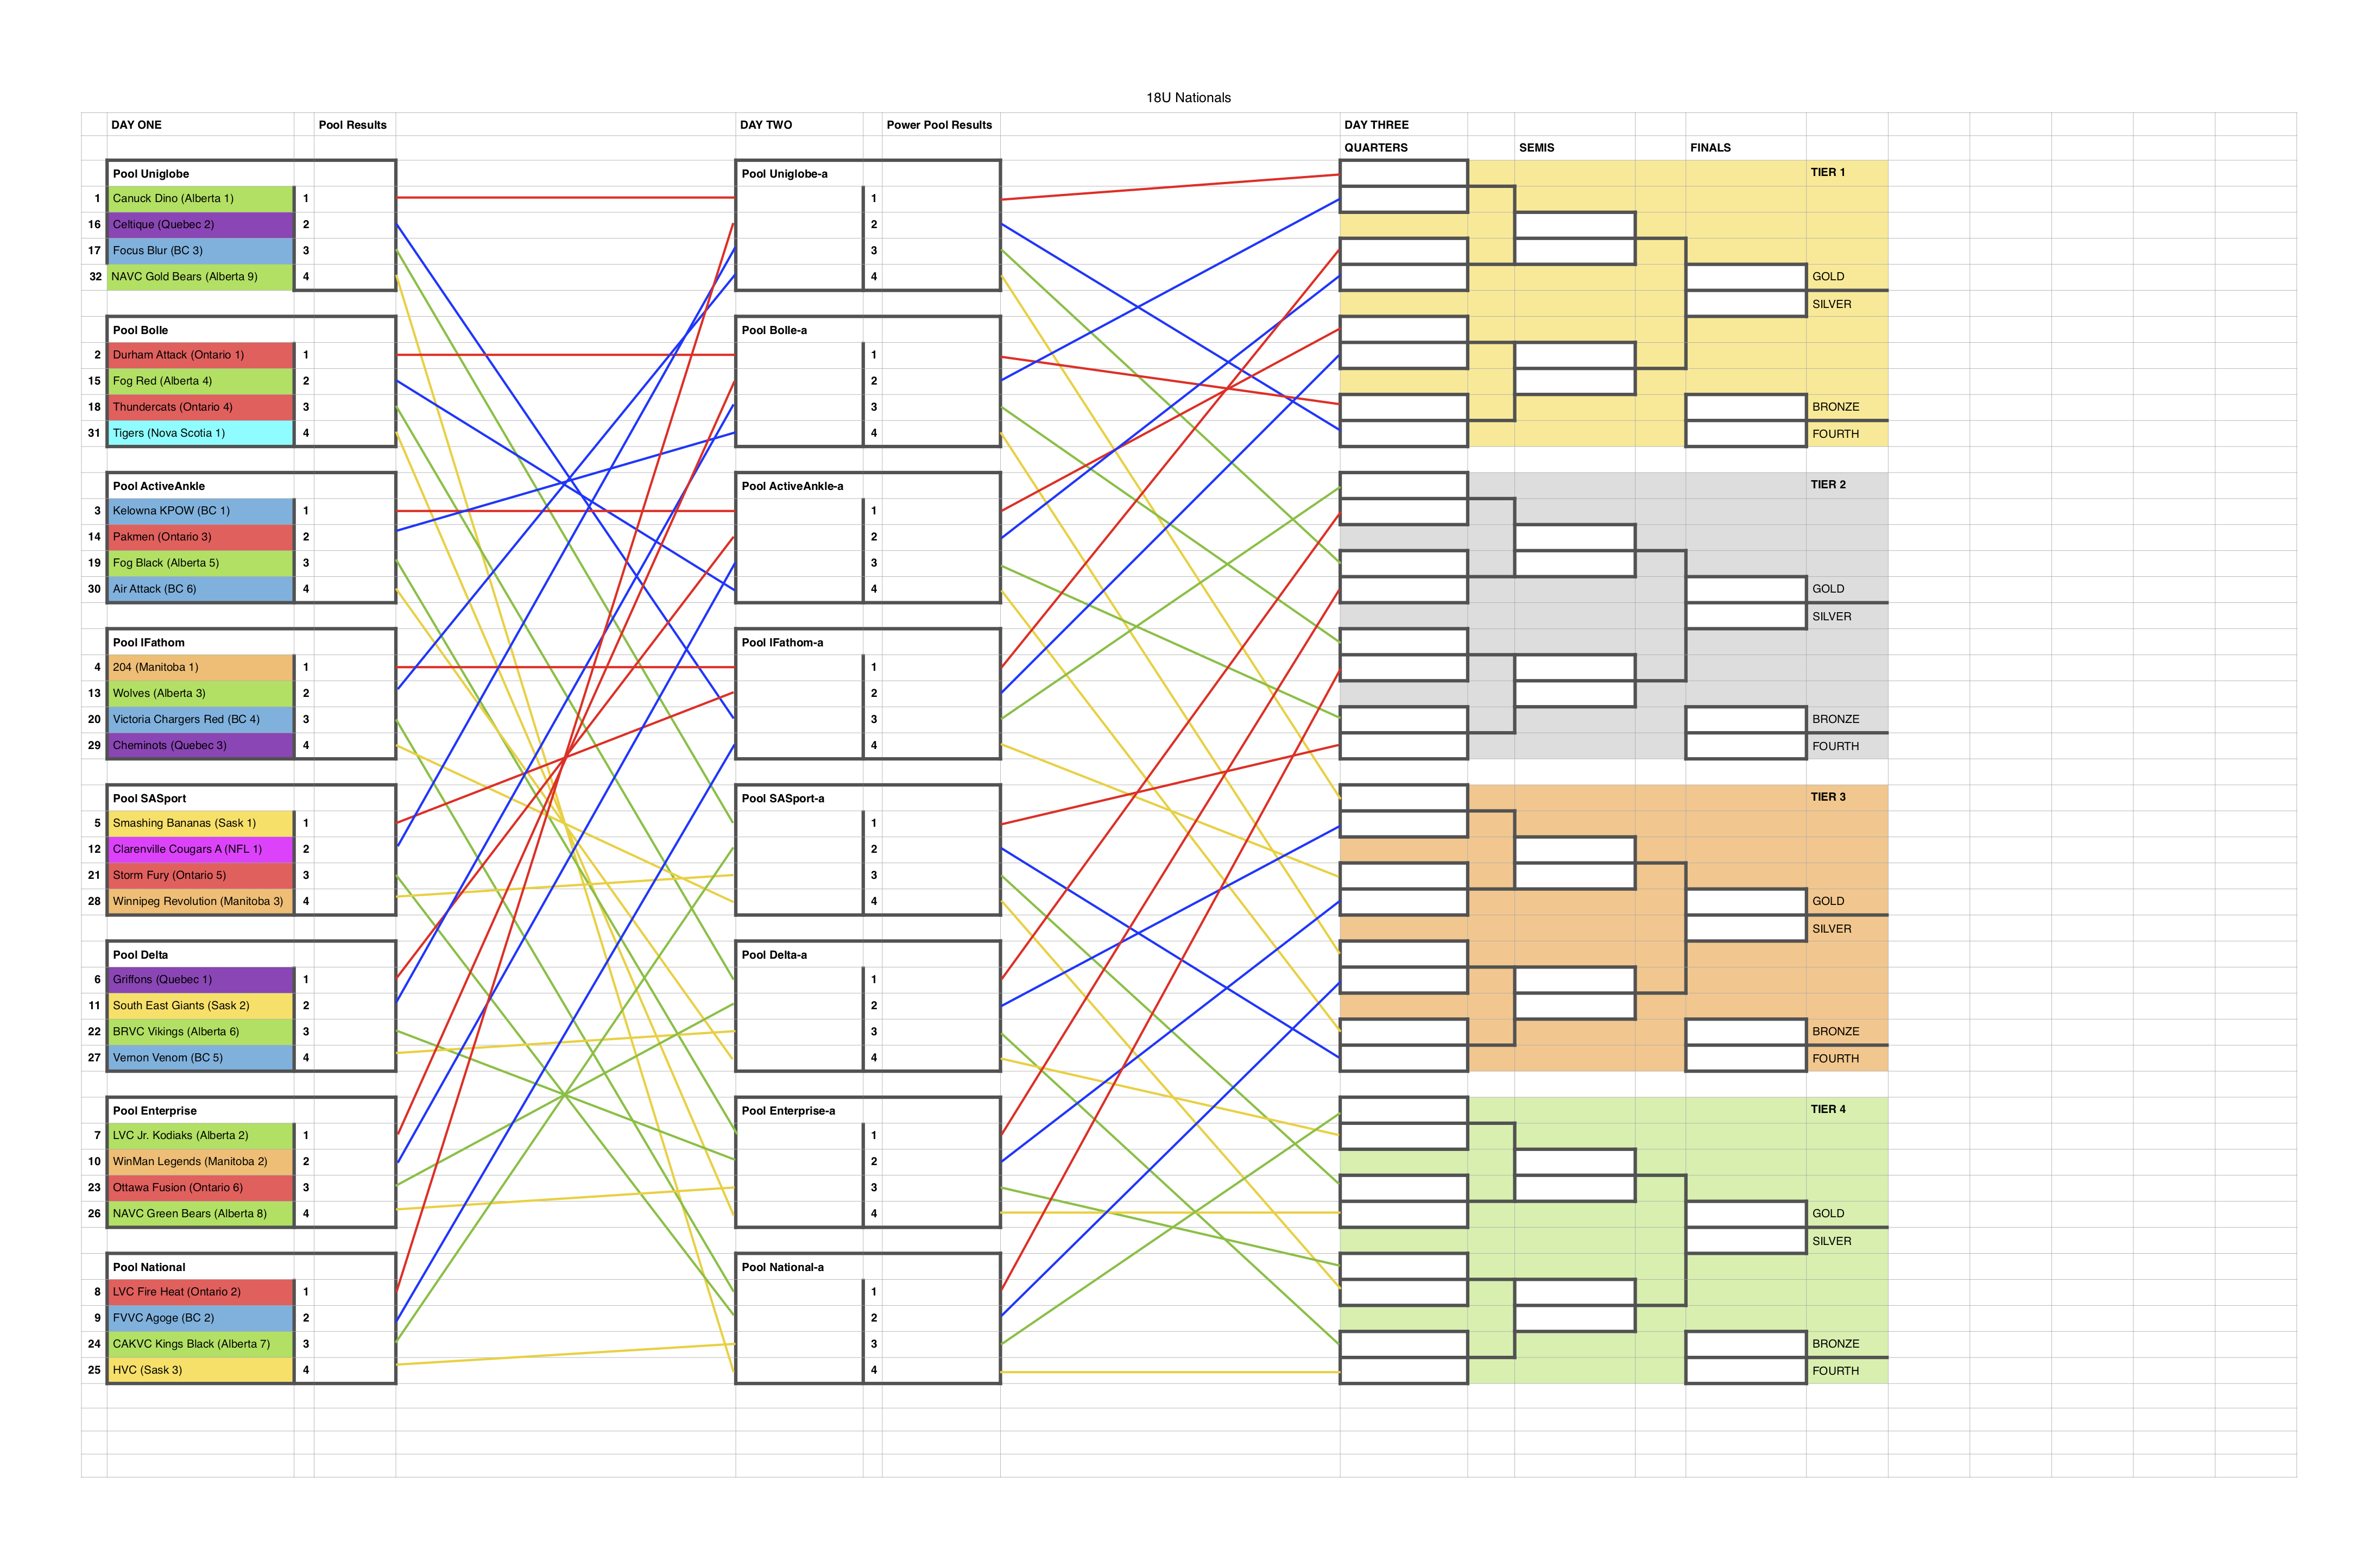 18U Nationals
DAY ONE Pool Results DAY TWO Power Pool Results DAY THREE
QUARTERS SEMIS FINALS
Pool Uniglobe Pool Uniglobe-a TIER 1
1 Canuck Dino (Alberta 1) 1 1
16 Celtique (Quebec 2) 2 2
17 Focus Blur (BC 3) 3 3
32 NAVC Gold Bears (Alberta 9) 4 4 GOLD
SILVER
Pool Bolle Pool Bolle-a
2 Durham Attack (Ontario 1) 1 1
15 Fog Red (Alberta 4) 2 2
18 Thundercats (Ontario 4) 3 3 BRONZE
31 Tigers (Nova Scotia 1) 4 4 FOURTH
Pool ActiveAnkle Pool ActiveAnkle-a TIER 2
3 Kelowna KPOW (BC 1) 1 1
14 Pakmen (Ontario 3) 2 2
19 Fog Black (Alberta 5) 3 3
30 Air Attack (BC 6) 4 4 GOLD
SILVER
Pool IFathom Pool IFathom-a
4 204 (Manitoba 1) 1 1
13 Wolves (Alberta 3) 2 2
20 Victoria Chargers Red (BC 4) 3 3 BRONZE
29 Cheminots (Quebec 3) 4 4 FOURTH
Pool SASport Pool SASport-a TIER 3
5 Smashing Bananas (Sask 1) 1 1
12 Clarenville Cougars A (NFL 1) 2 2
21 Storm Fury (Ontario 5) 3 3
28 Winnipeg Revolution (Manitoba 3) 4 4 GOLD
SILVER
Pool Delta Pool Delta-a
6 Griffons (Quebec 1) 1 1
11 South East Giants (Sask 2) 2 2
22 BRVC Vikings (Alberta 6) 3 3 BRONZE
27 Vernon Venom (BC 5) 4 4 FOURTH
Pool Enterprise Pool Enterprise-a TIER 4
7 LVC Jr. Kodiaks (Alberta 2) 1 1
10 WinMan Legends (Manitoba 2) 2 2
23 Ottawa Fusion (Ontario 6) 3 3
26 NAVC Green Bears (Alberta 8) 4 4 GOLD
SILVER
Pool National Pool National-a
8 LVC Fire Heat (Ontario 2) 1 1
9 FVVC Agoge (BC 2) 2 2
24 CAKVC Kings Black (Alberta 7) 3 3 BRONZE
25 HVC (Sask 3) 4 4 FOURTH